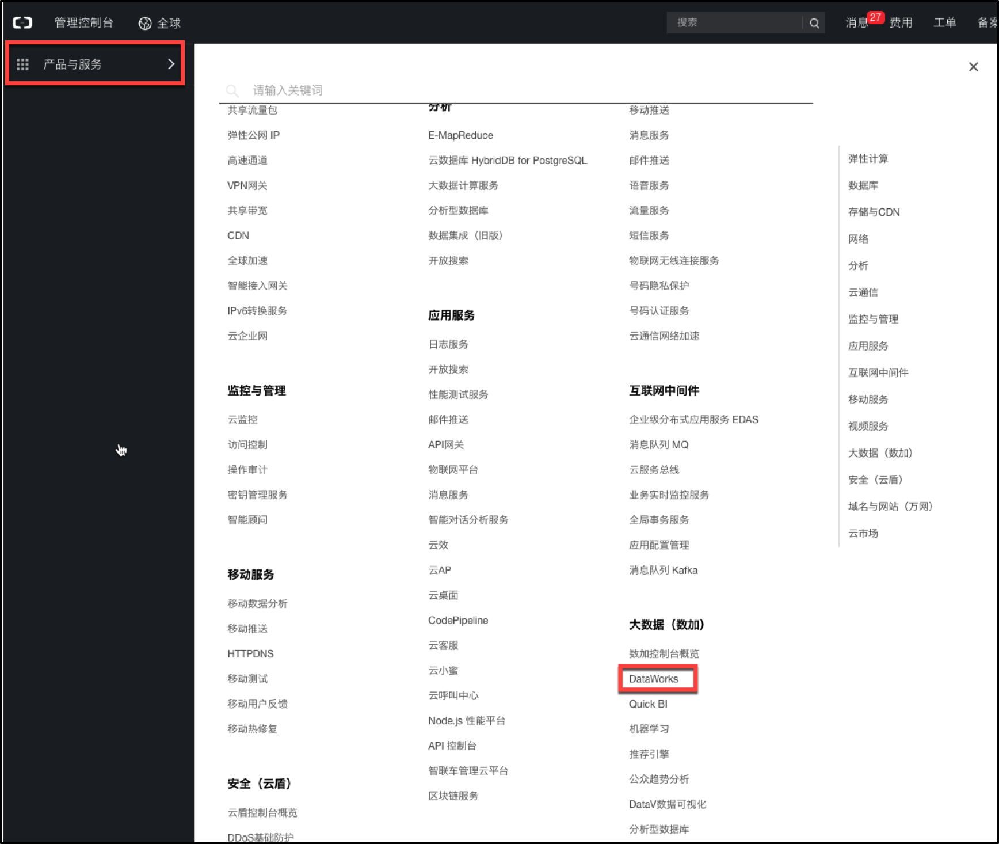 管理控制台
全球
搜索
消息
27
费用
工单
备案
产品与服务
请输入关键词
共享流量包
弹性公网 IP
高速通道
VPN网关
共享带宽
CDN
全球加速
智能接入网关
IPv6转换服务
云企业网
监控与管理
云监控
访问控制
操作审计
密钥管理服务
智能顾问
移动服务
移动数据分析
移动推送
HTTPDNS
移动测试
移动用户反馈
移动热修复
安全（云盾）
云盾控制台概览
DDoS基础防护
分析
E-MapReduce
云数据库 HybridDB for PostgreSQL
大数据计算服务
分析型数据库
数据集成（旧版）
开放搜索
应用服务
日志服务
开放搜索
性能测试服务
邮件推送
API网关
物联网平台
消息服务
智能对话分析服务
云效
云AP
云桌面
CodePipeline
云客服
云小蜜
云呼叫中心
Node.js 性能平台
API 控制台
智联车管理云平台
区块链服务
移动推送
消息服务
邮件推送
语音服务
流量服务
短信服务
物联网无线连接服务
号码隐私保护
号码认证服务
云通信网络加速
互联网中间件
企业级分布式应用服务 EDAS
消息队列 MQ
云服务总线
业务实时监控服务
全局事务服务
应用配置管理
消息队列 Kafka
大数据（数加）
数加控制台概览
DataWorks
Quick BI
机器学习
推荐引擎
公众趋势分析
DataV数据可视化
分析型数据库
弹性计算
数据库
存储与CDN
网络
分析
云通信
监控与管理
应用服务
互联网中间件
移动服务
视频服务
大数据（数加）
安全（云盾）
域名与网站（万网）
云市场